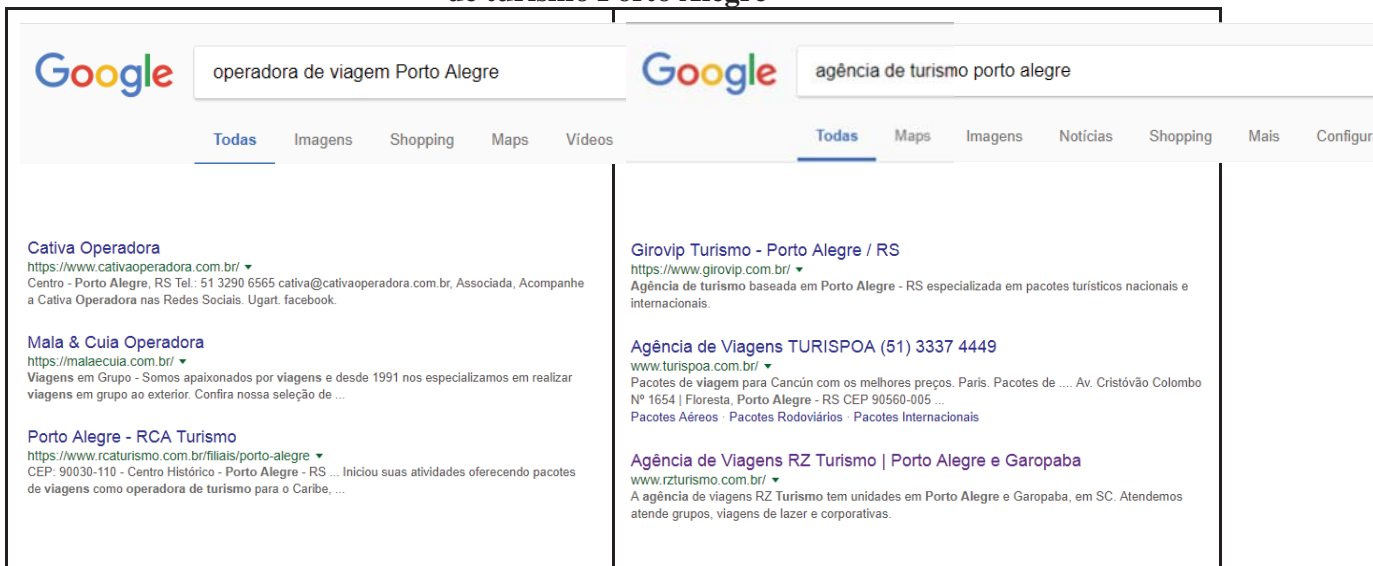 de turismo Porto Alegre
Google
operadora de viagem Porto Alegre
Todas Imagens Shopping Maps Vídeos
Cativa Operadora
https://www.cativaoperadora.com.br/
Centro - Porto Alegre, RS Tel.: 51 3290 6565 cativa@cativaoperadora.com.br, Associada, Acompanhe
a Cativa Operadora nas Redes Sociais. Ugart. facebook.
Mala & Cuia Operadora
https://malaecuia.com.br/
Viagens em Grupo - Somos apaixonados por viagens e desde 1991 nos especializamos em realizar
viagens em grupo ao exterior. Confira nossa seleção de ...
Porto Alegre - RCA Turismo
https://www.rcaturismo.com.br/filiais/porto-alegre
CEP: 90030-110 - Centro Histórico - Porto Alegre - RS ... Iniciou suas atividades oferecendo pacotes
de viagens como operadora de turismo para o Caribe, ...
Google
agência de turismo porto alegre
Todas Maps Imagens Notícias Shopping Mais Configur
Girovip Turismo - Porto Alegre / RS
https://www.girovip.com.br/
Agência de turismo baseada em Porto Alegre - RS especializada em pacotes turísticos nacionais e
internacionais.
Agência de Viagens TURISPOA (51) 3337 4449
www.turispoa.com.br/
Pacotes de viagem para Cancún com os melhores preços. Paris. Pacotes de .... Av. Cristóvão Colombo
Nº 1654 | Floresta, Porto Alegre - RS CEP 90560-005 ...
Pacotes Aéreos · Pacotes Rodoviários · Pacotes Internacionais
Agência de Viagens RZ Turismo | Porto Alegre e Garopaba
www.rzturismo.com.br/
A agência de viagens RZ Turismo tem unidades em Porto Alegre e Garopaba, em SC. Atendemos
atende grupos, viagens de lazer e corporativas.